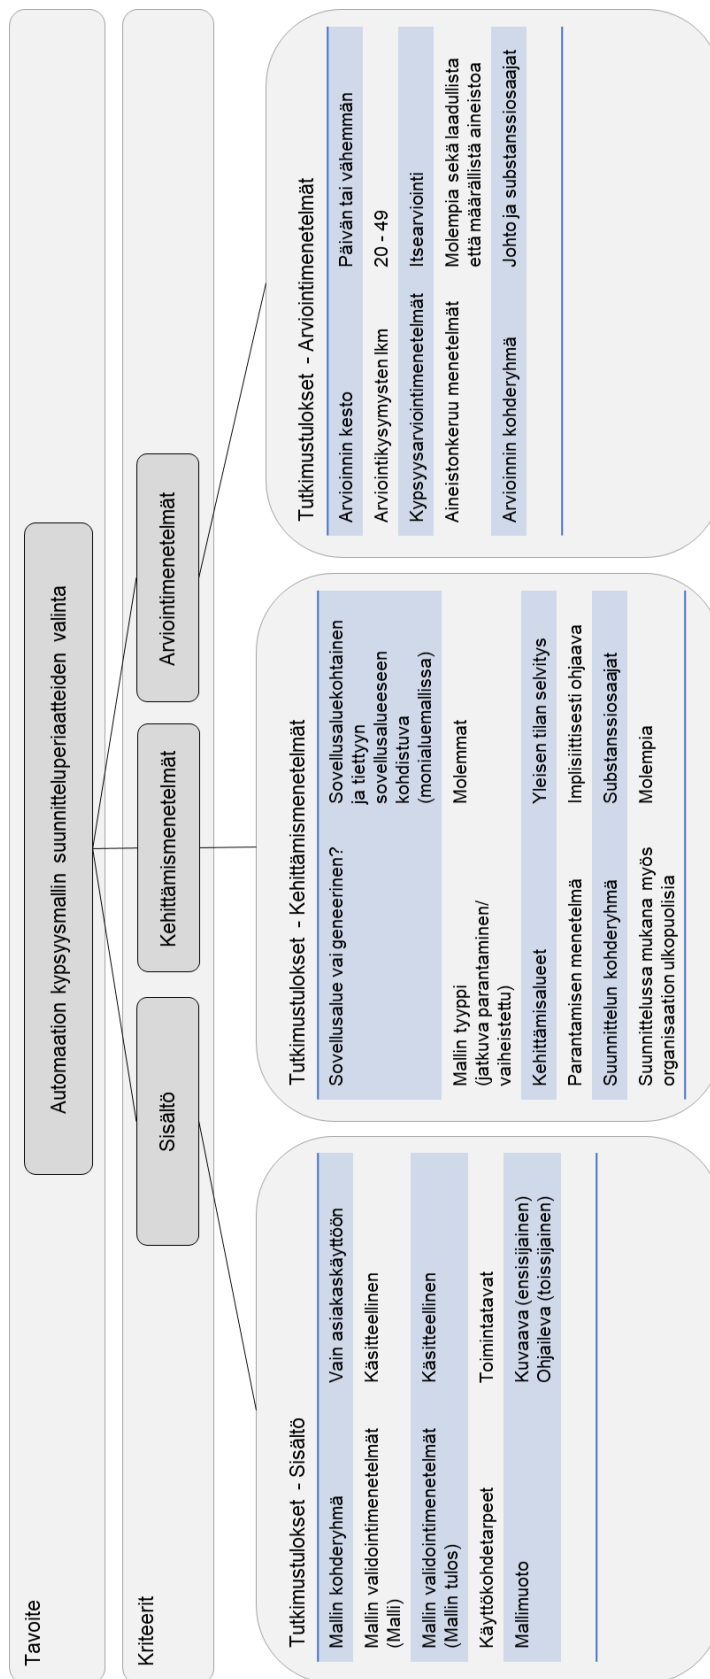 Tavoite
Automaation kypsyysmallin suunnitteluperiaatteiden valinta
Kriteerit
Sisältö
Kehittämismenetelmät
Arviointimenetelmät
Tutkimustulokset - Sisältö
Mallin kohderyhmä
Vain asiakaskäyttöön
Mallin validointimenetelmät
(Malli)
Käsitteellinen
Mallin validointimenetelmät
(Mallin tulos)
Käsitteellinen
Käyttökohdetarpeet
Toimintatavat
Mallimuoto
Kuvaava (ensisijainen)
Ohjaileva (toissijainen)
Tutkimustulokset - Kehittämismenetelmät
Sovellusalue vai geneerinen?
Sovellusaluekohtainen
ja tiettyyn
sovellusalueeseen
kohdistuva
(monialuemallissa)
Mallin tyyppi
(jatkuva parantaminen/
vaiheistettu)
Molemmat
Kehittämisalueet
Yleisen tilan selvitys
Parantamisen menetelmä
Implisiittisesti ohjaava
Suunnittelun kohderyhmä
Substanssiosaajat
Suunnittelussa mukana myös
organisaation ulkopuolisia
Molempia
Tutkimustulokset - Arviointimenetelmät
Arvioinnin kesto
Päivän tai vähemmän
Arviointikysymysten lkm
20 - 49
Kypsyysarviointimenetelmät
Itsearviointi
Aineistonkeruu menetelmät
Molempia sekä laadullista
että määrällistä aineistoa
Arvioinnin kohderyhmä
Johto ja substanssiosaajat